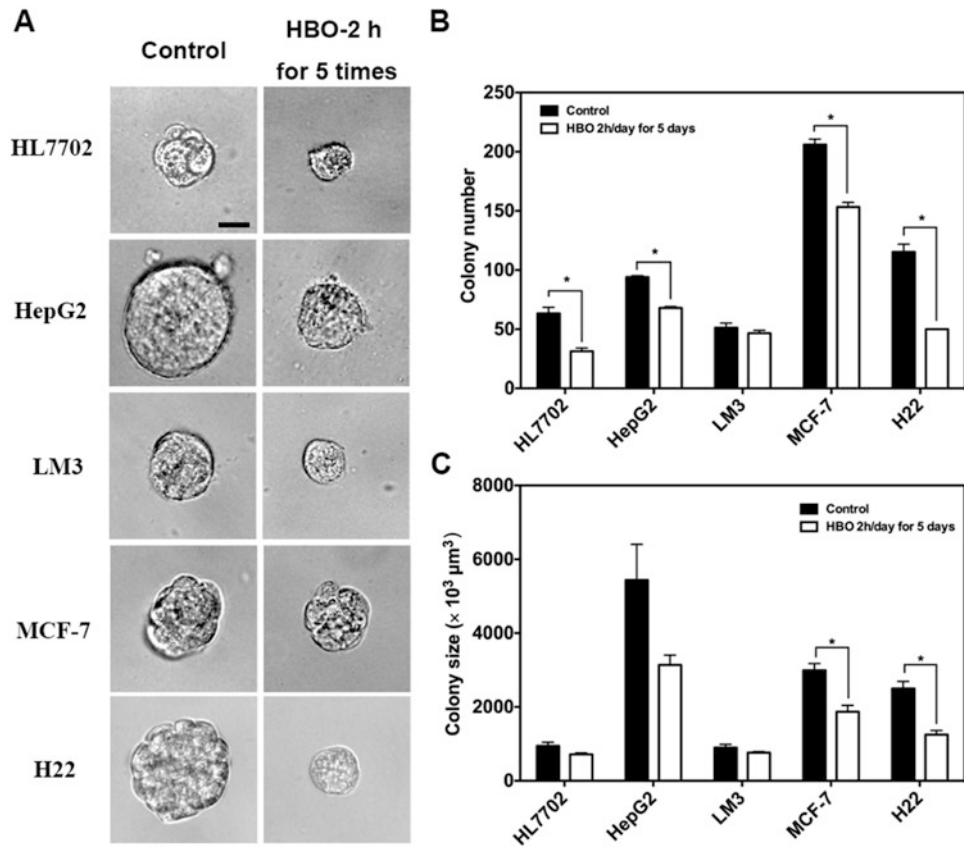 A
Control
HBO-2 h
for 5 times
HL7702
HepG2
LM3
MCF-7
H22
B
Colony number
250
200
150
100
50
0
Control
HBO 2h/day for 5 days
*
*
*
*
HL7702
HepG2
LM3
MCF-7
H22
C
Colony size (× 10³ μm³)
8000
6000
4000
2000
0
Control
HBO 2h/day for 5 days
*
*
HL7702
HepG2
LM3
MCF-7
H22